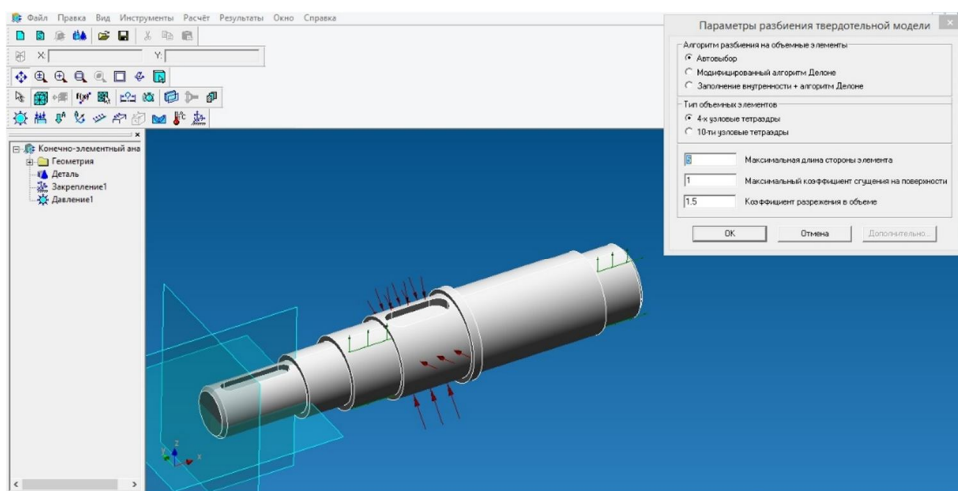 Файл Правка Вид Инструменты Расчёт Результаты Окно Справка
X:
Y:
f(x)
Конечно-элементный ана
Геометрия
Деталь
Закрепление1
Давление1
Z
Y
X
Параметры разбиения твердотельной модели
Алгоритм разбиения на объемные элементы
Автовыбор
Модифицированный алгоритм Делоне
Заполнение внутренности + алгоритм Делоне
Тип объемных элементов
4-х узловые тетраэдры
10-ти узловые тетраэдры
5 Максимальная длина стороны элемента
1 Максимальный коэффициент сгущения на поверхности
1.5 Коэффициент разрежения в объеме
OK Отмена Дополнительно...